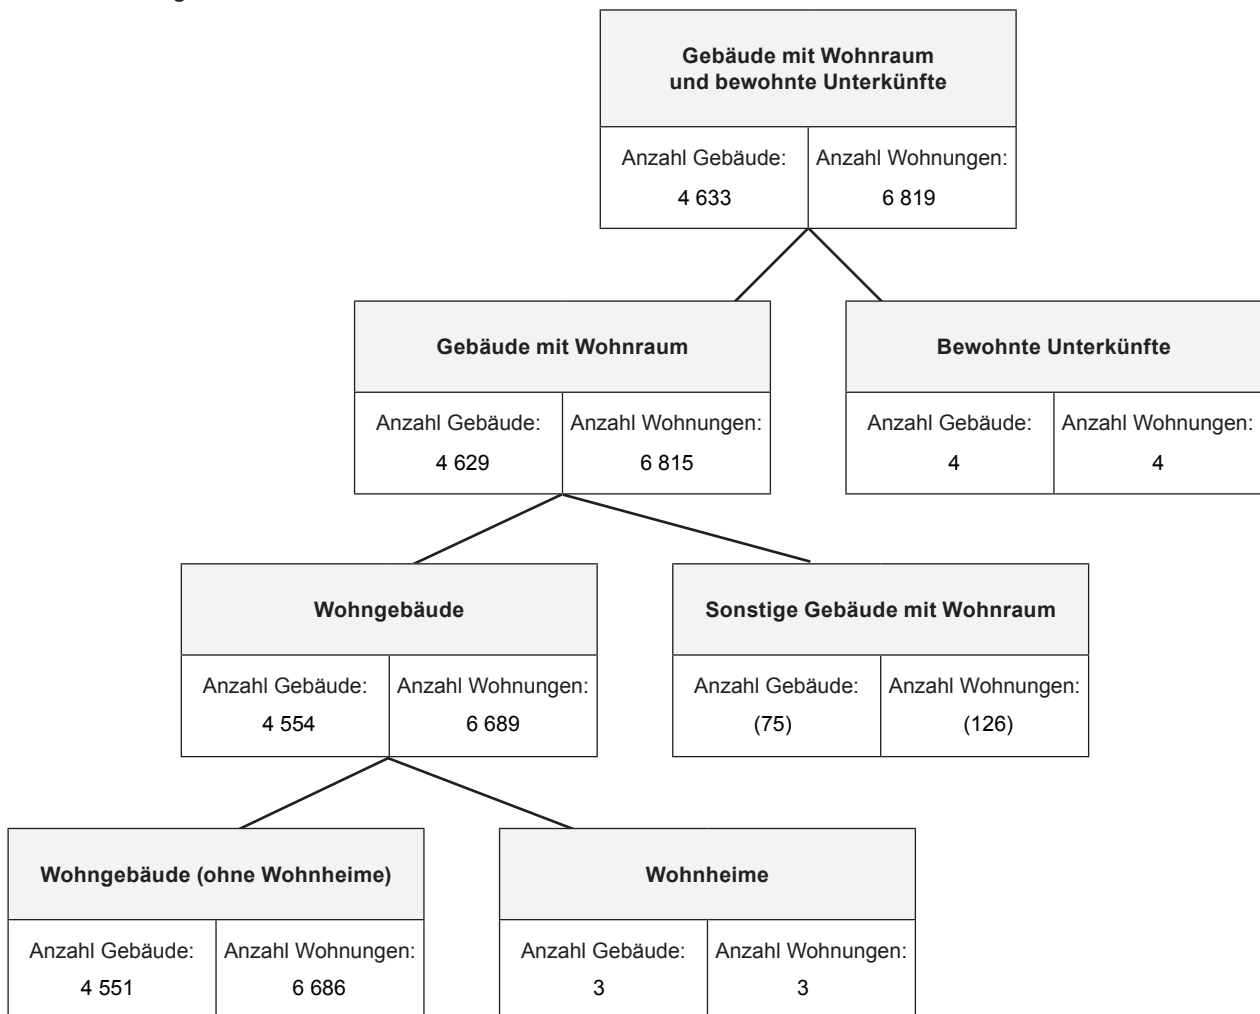 Gebäude mit Wohnraum
und bewohnte Unterkünfte
Anzahl Gebäude: Anzahl Wohnungen:
4 633 6 819
Gebäude mit Wohnraum Bewohnte Unterkünfte
Anzahl Gebäude: Anzahl Wohnungen: Anzahl Gebäude: Anzahl Wohnungen:
4 629 6 815 4 4
Wohngebäude Sonstige Gebäude mit Wohnraum
Anzahl Gebäude: Anzahl Wohnungen: Anzahl Gebäude: Anzahl Wohnungen:
4 554 6 689 (75) (126)
Wohngebäude (ohne Wohnheime) Wohnheime
Anzahl Gebäude: Anzahl Wohnungen: Anzahl Gebäude: Anzahl Wohnungen:
4 551 6 686 3 3